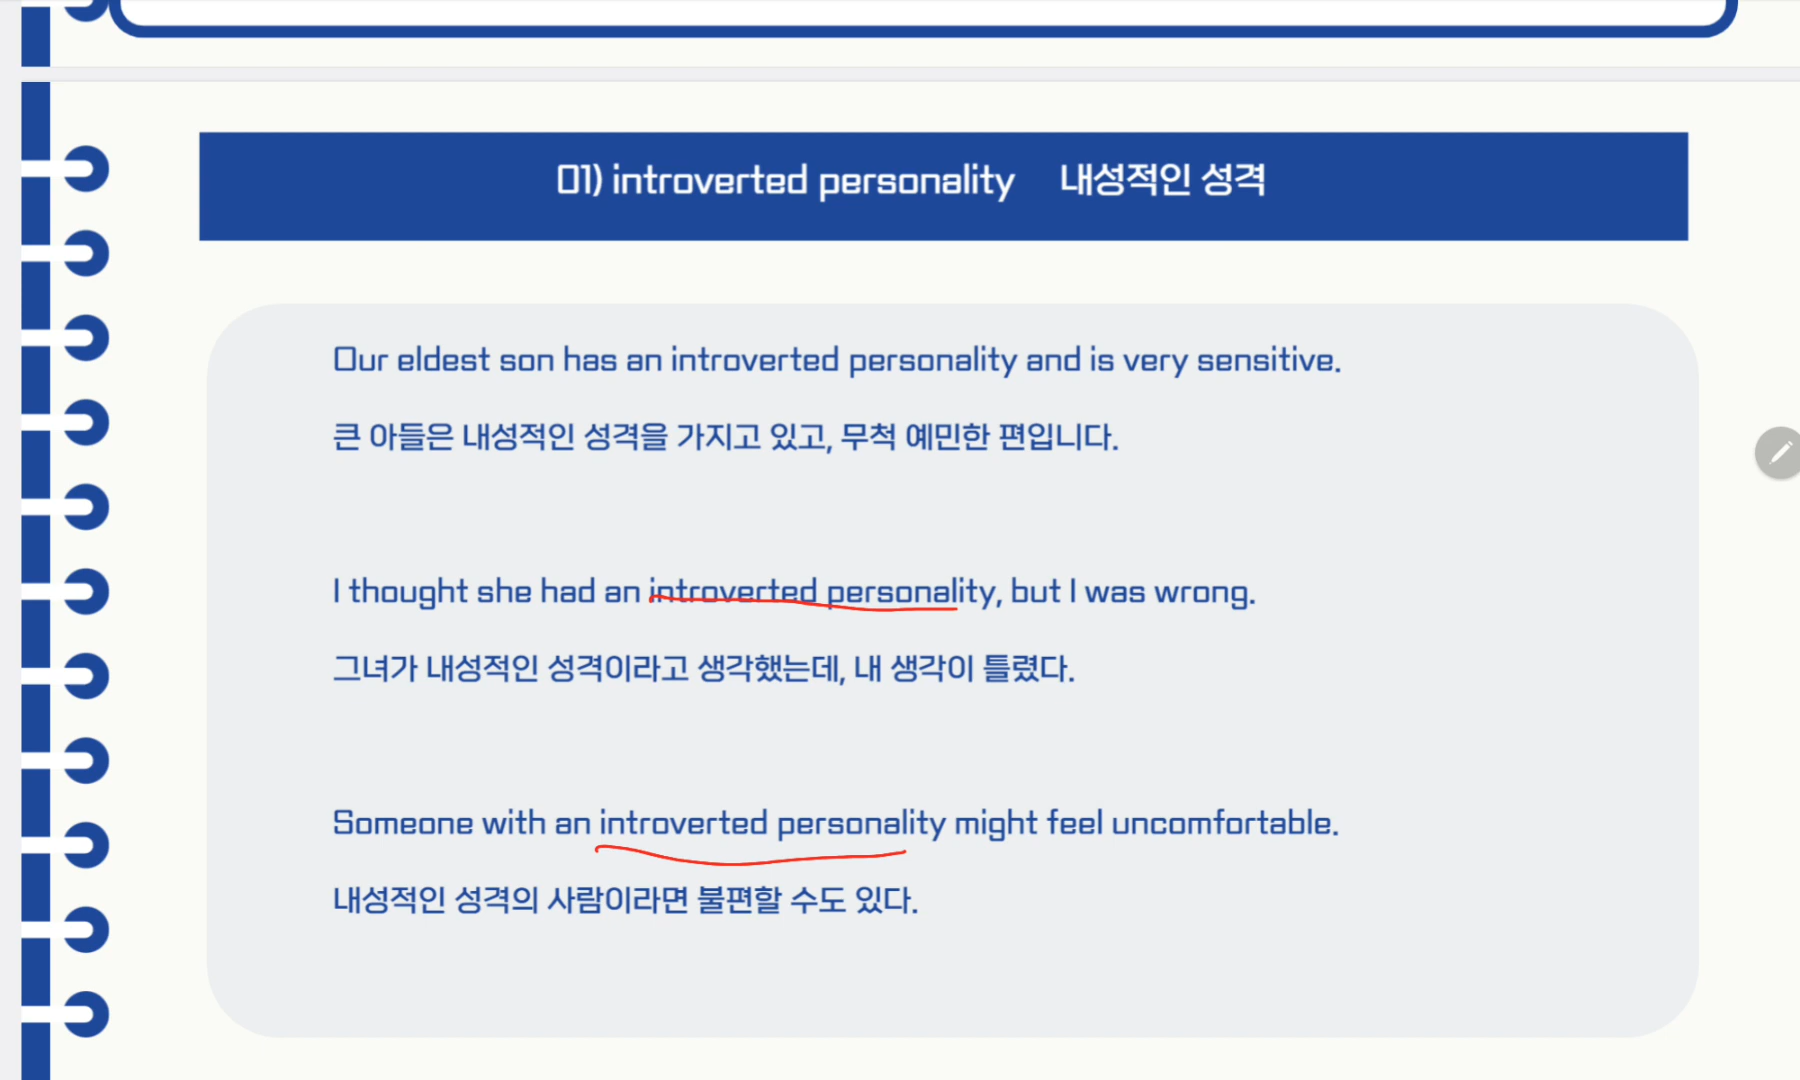 01) introverted personality 내성적인 성격
Our eldest son has an introverted personality and is very sensitive.
큰 아들은 내성적인 성격을 가지고 있고, 무척 예민한 편입니다.
I thought she had an introverted personality, but I was wrong.
그녀가 내성적인 성격이라고 생각했는데, 내 생각이 틀렸다.
Someone with an introverted personality might feel uncomfortable.
내성적인 성격의 사람이라면 불편할 수도 있다.